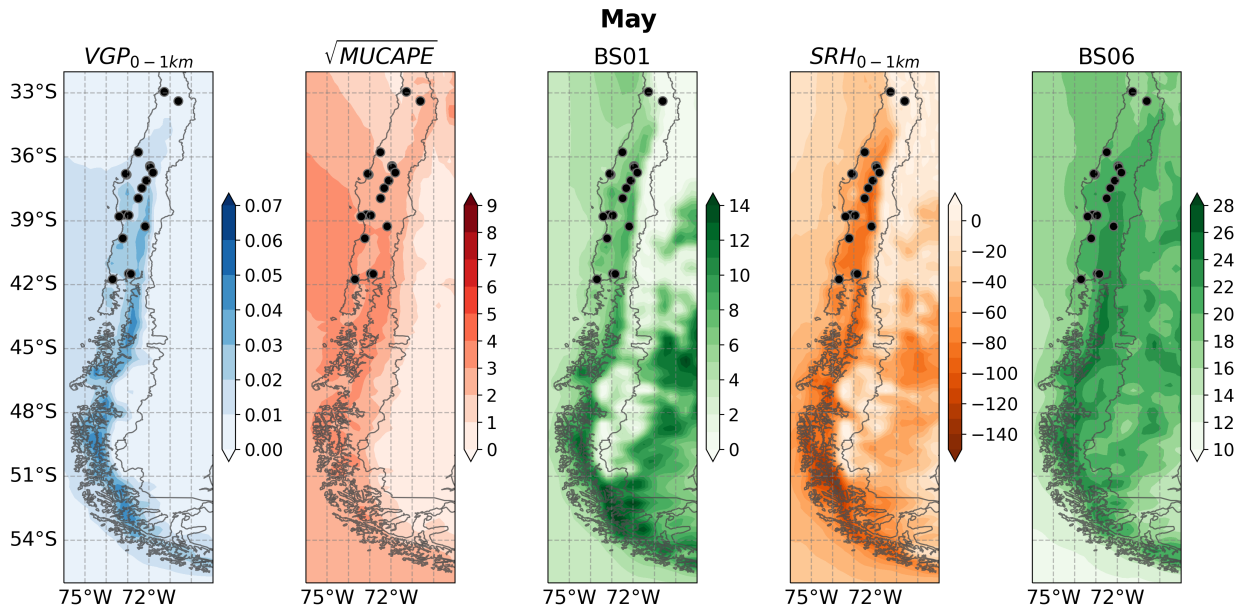 May
VGP0−1km
√MUCAPE
BS01
SRH0−1km
BS06
33°S
36°S
39°S
42°S
45°S
48°S
51°S
54°S
75°W 72°W
0.07
0.06
0.05
0.04
0.03
0.02
0.01
0.00
75°W 72°W
9
8
7
6
5
4
3
2
1
0
75°W 72°W
14
12
10
8
6
4
2
0
75°W 72°W
0
−20
−40
−60
−80
−100
−120
−140
75°W 72°W
28
26
24
22
20
18
16
14
12
10